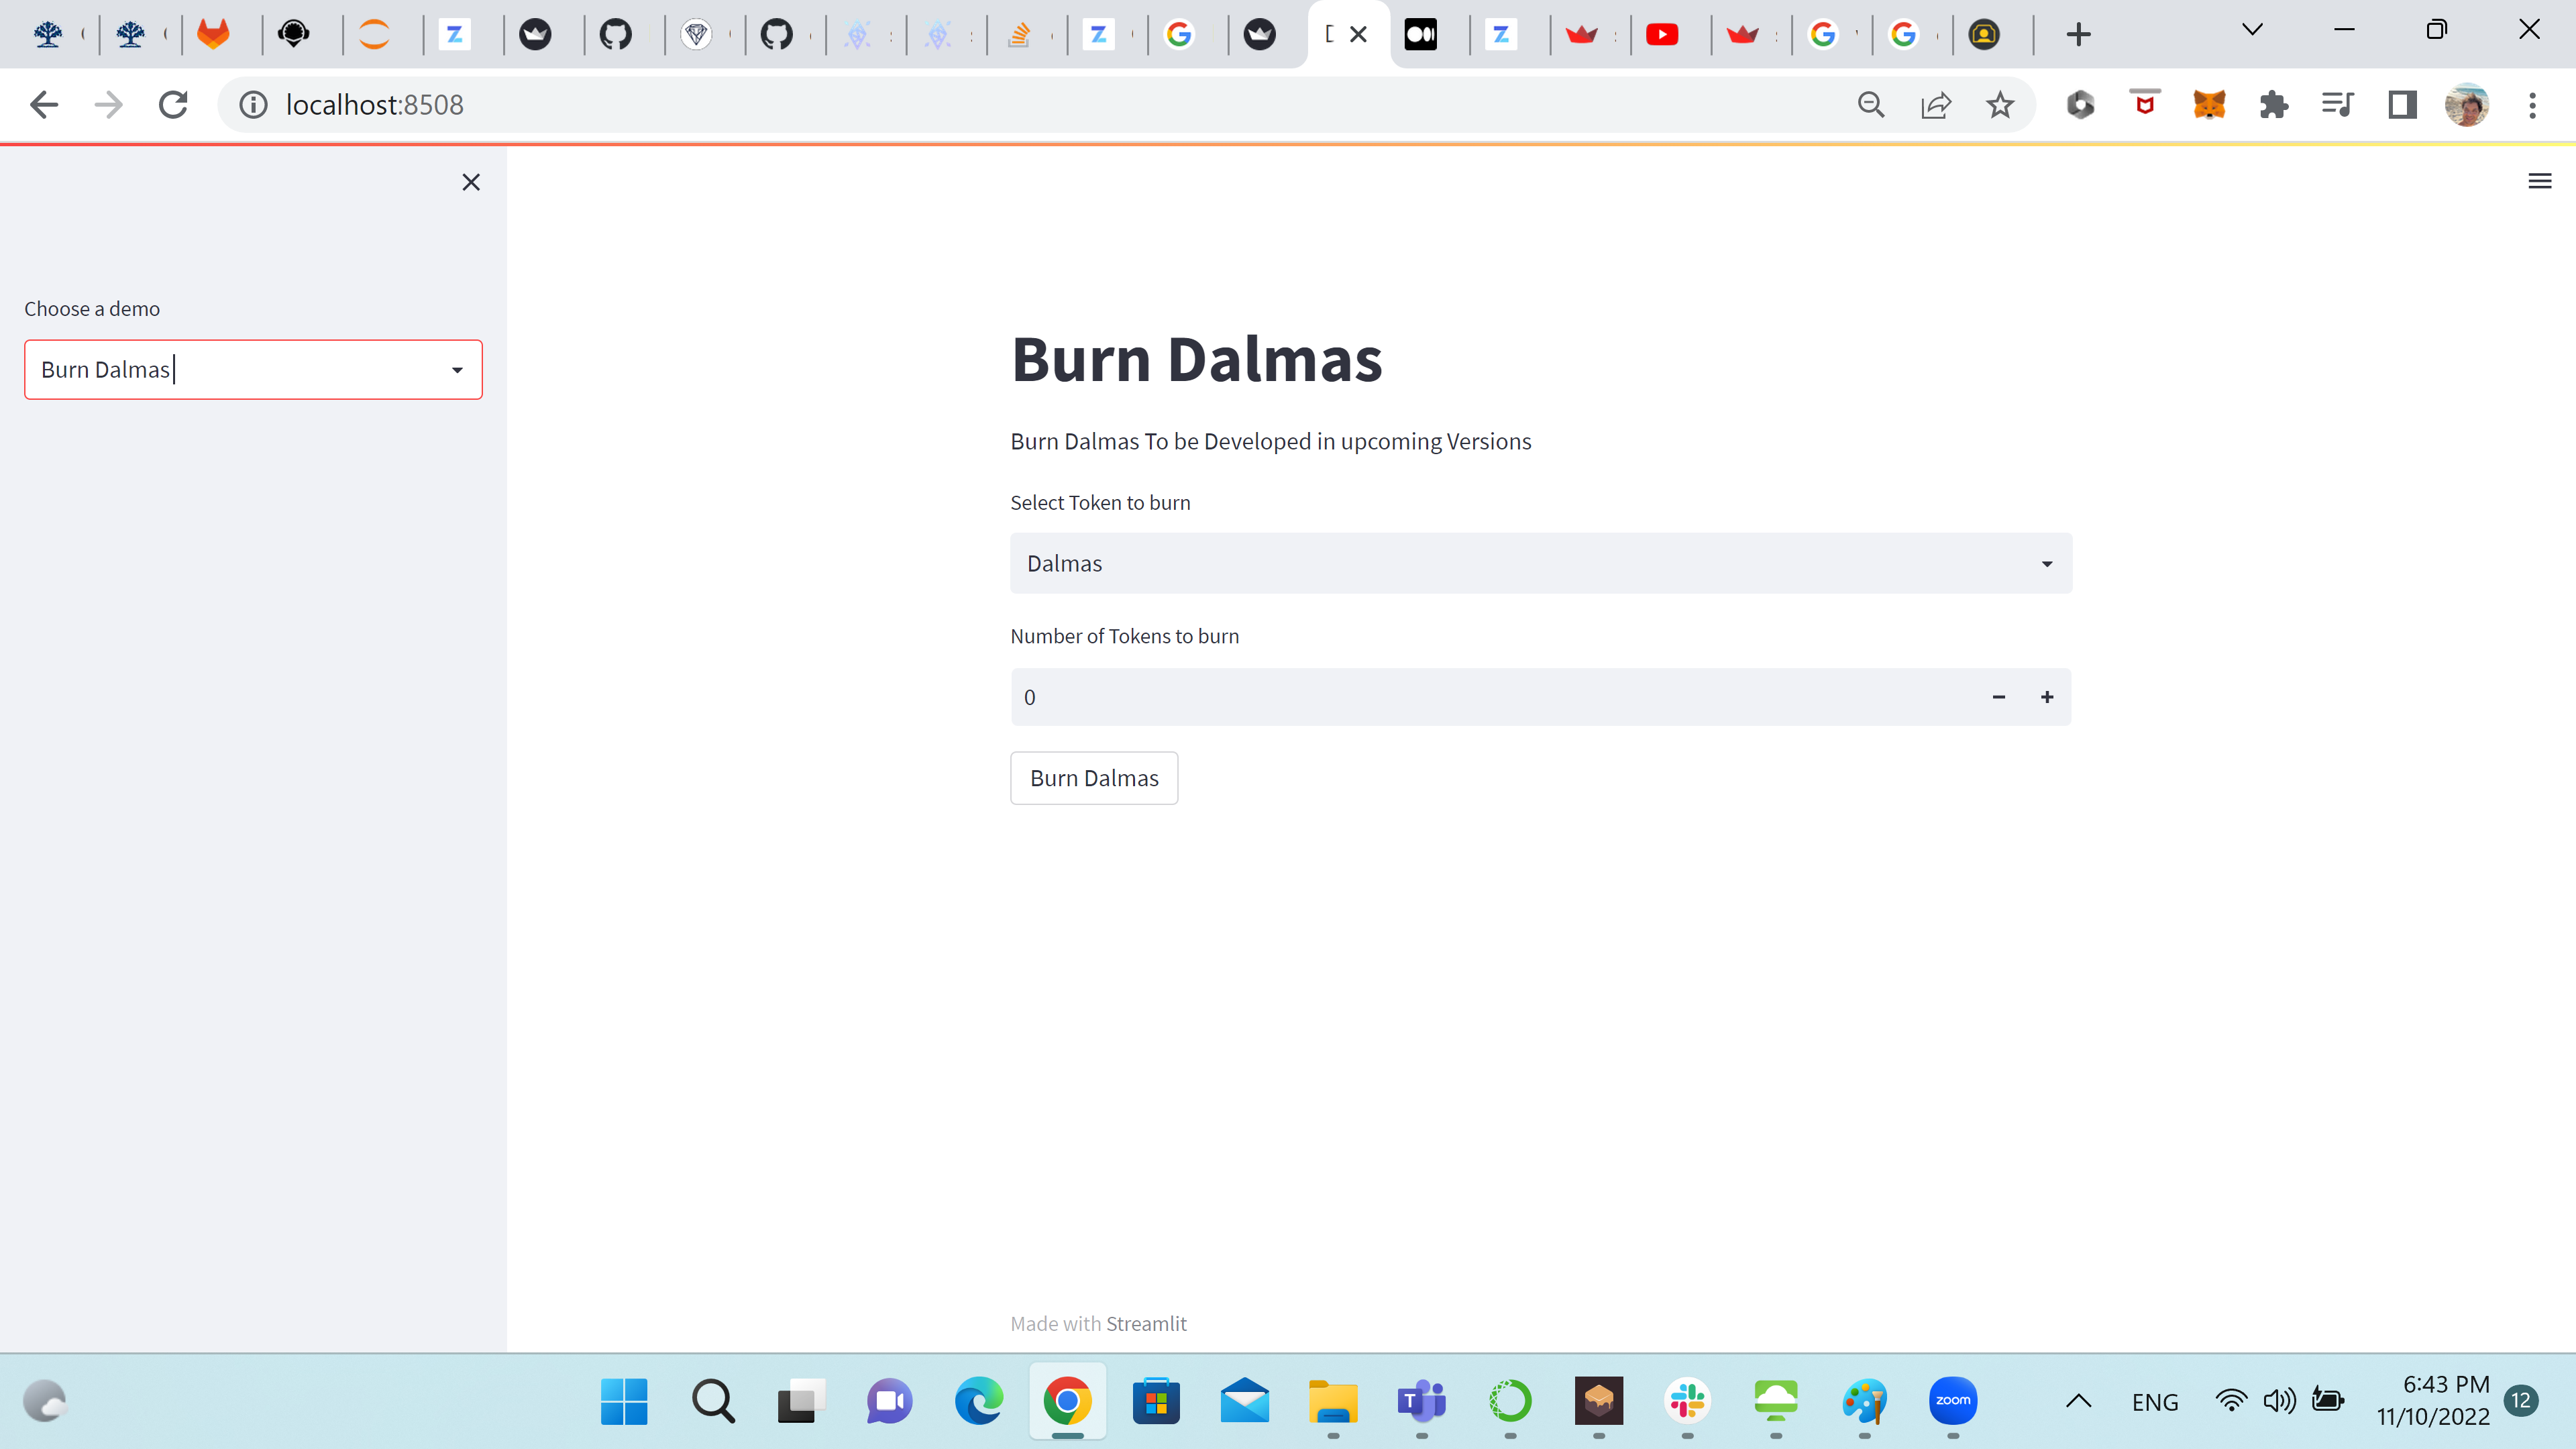 localhost:8508
Choose a demo
Burn Dalmas
Burn Dalmas
Burn Dalmas To be Developed in upcoming Versions
Select Token to burn
Dalmas
Number of Tokens to burn
0
Burn Dalmas
Made with Streamlit
zoom
ENG
6:43 PM
11/10/2022
12